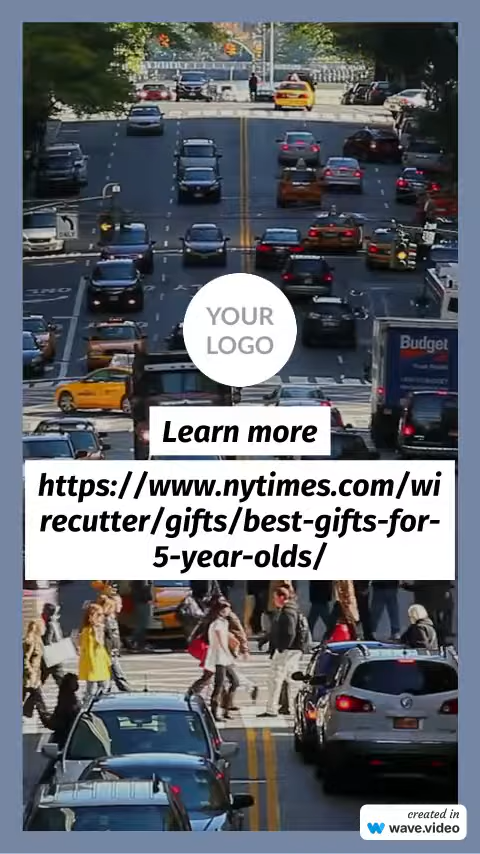 YOUR
LOGO
Budget
Learn more
https://www.nytimes.com/wi
recutter/gifts/best-gifts-for-
5-year-olds/
created in
wave.video